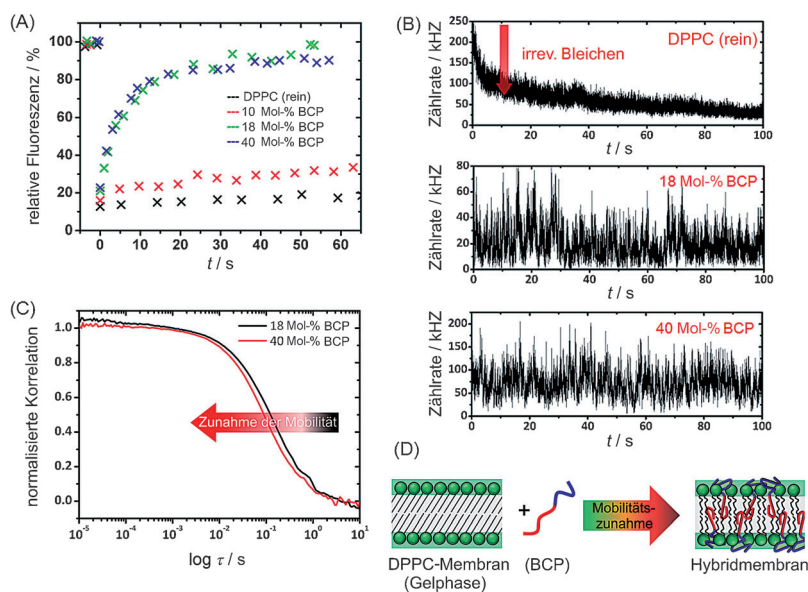 (A)
relative Fluoreszenz / %
100
80
60
40
20
0
0 10 20 30 40 50 60
t / s
DPPC (rein)
10 Mol-% BCP
18 Mol-% BCP
40 Mol-% BCP
(B)
Zählrate / kHZ
250
200
150
100
50
0
irrev. Bleichen
DPPC (rein)
0 20 40 60 80 100
t / s
Zählrate / kHZ
80
60
40
20
0
18 Mol-% BCP
0 20 40 60 80 100
t / s
Zählrate / kHZ
200
150
100
50
0
40 Mol-% BCP
0 20 40 60 80 100
t / s
(C)
normalisierte Korrelation
1.0
0.8
0.6
0.4
0.2
0.0
18 Mol-% BCP
40 Mol-% BCP
Zunahme der Mobilität
10⁻⁵ 10⁻⁴ 10⁻³ 10⁻² 10⁻¹ 10⁰ 10¹
log τ / s
(D)
+
Mobilitäts-
zunahme
DPPC-Membran
(Gelphase)
(BCP)
Hybridmembran